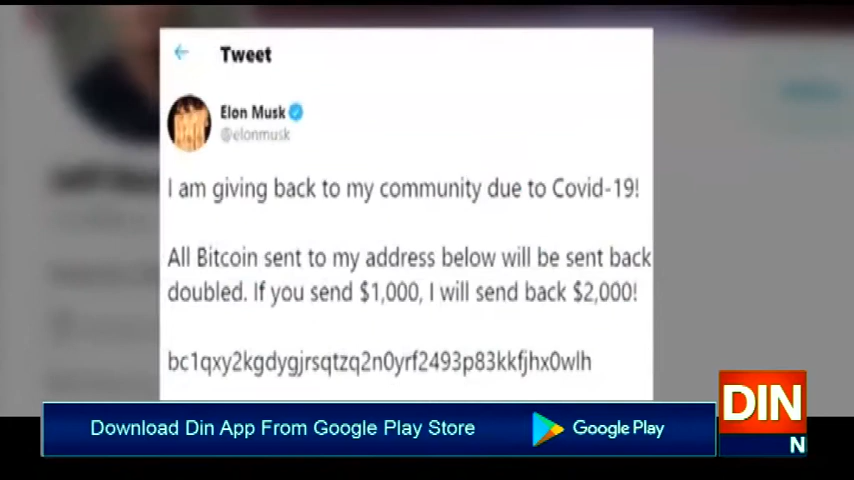 Tweet
Elon Musk
@elonmusk
I am giving back to my community due to Covid-19!
All Bitcoin sent to my address below will be sent back
doubled. If you send $1,000, I will send back $2,000!
bc1qxy2kgdygjrsqtzq2n0yrf2493p83kkfjhx0wlh
Download Din App From Google Play Store
Google Play
DIN
N